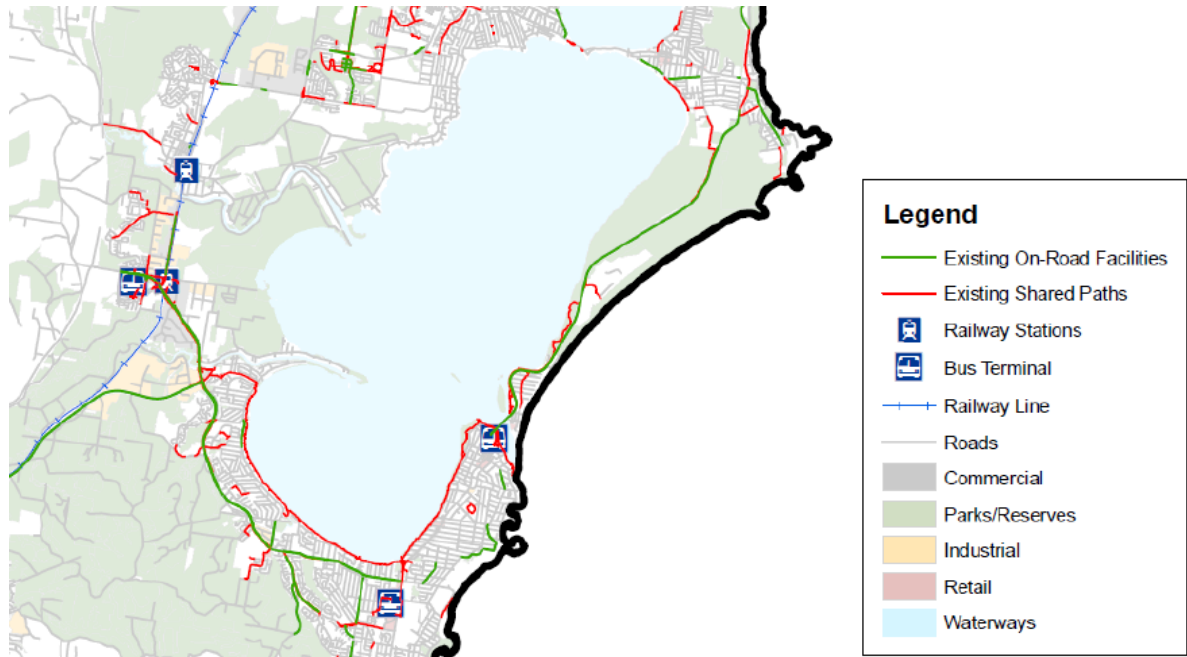 Legend
Existing On-Road Facilities
Existing Shared Paths
Railway Stations
Bus Terminal
Railway Line
Roads
Commercial
Parks/Reserves
Industrial
Retail
Waterways